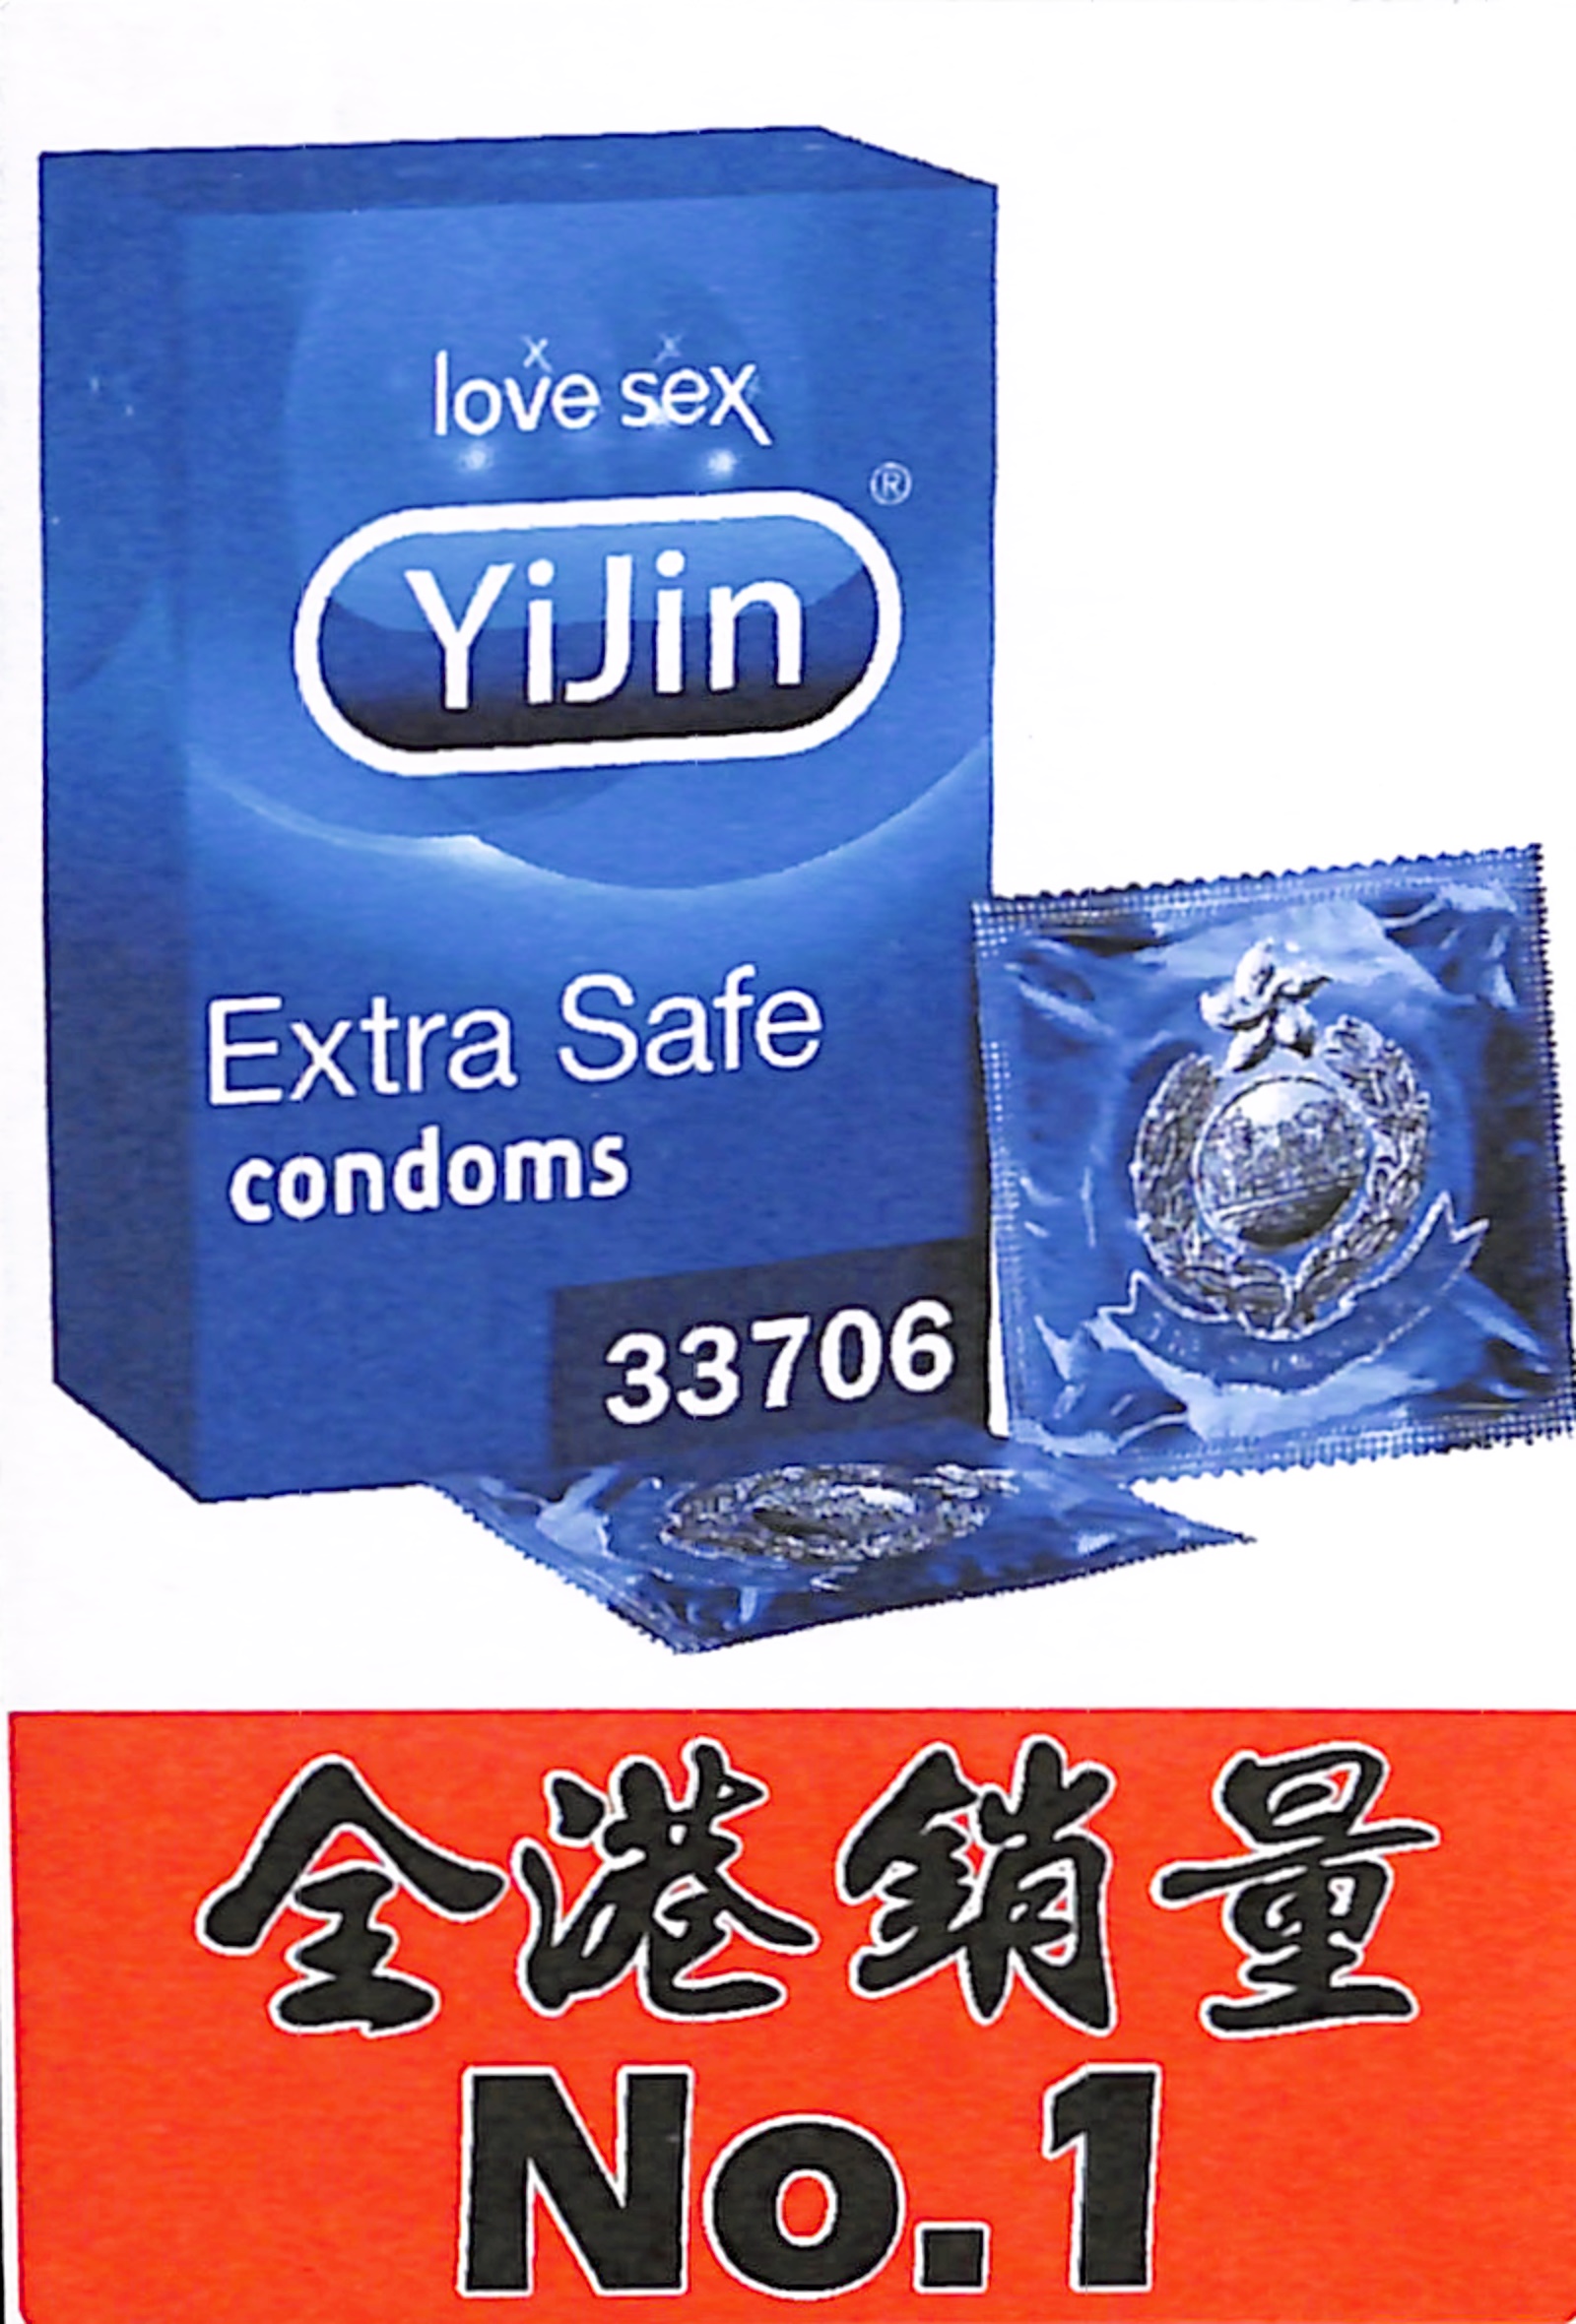 love sex
YiJin ®
Extra Safe
condoms
33706
全港銷量
No.1